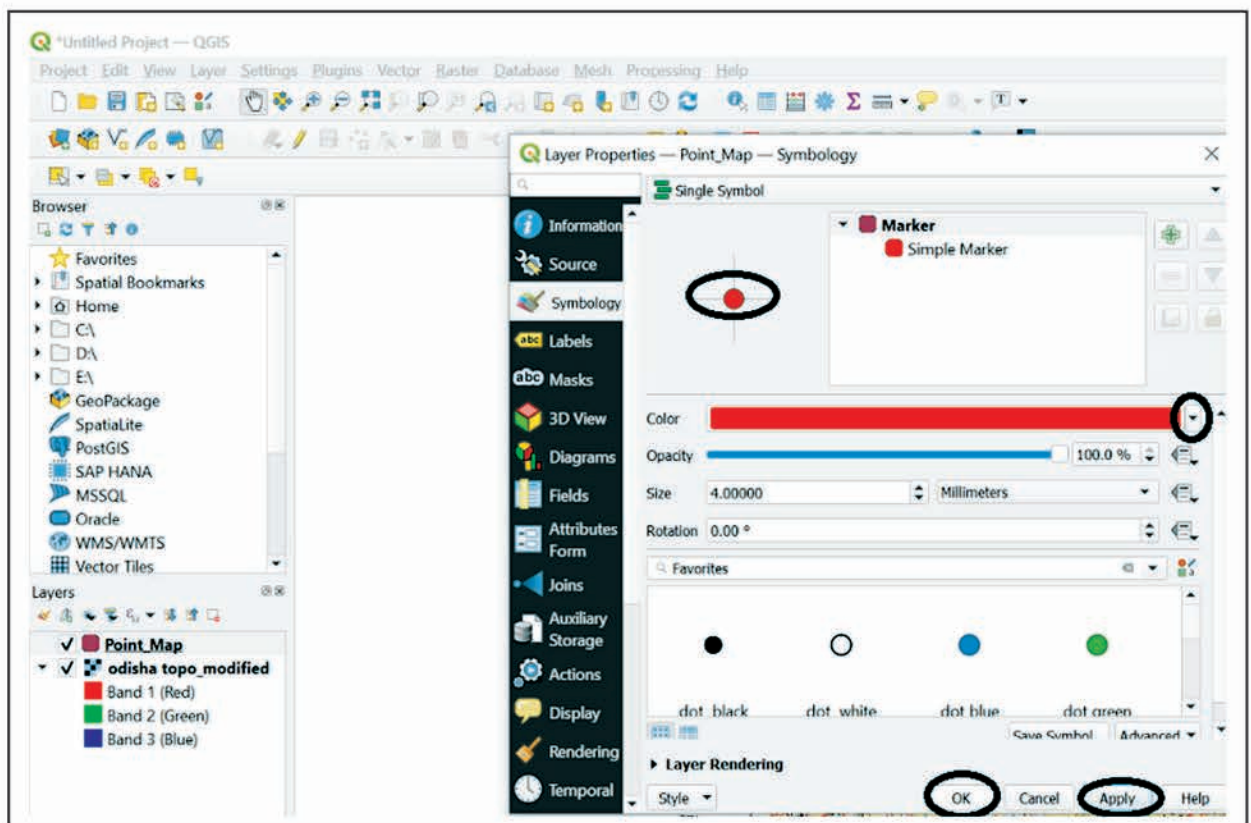 *Untitled Project — QGIS
Project Edit View Layer Settings Plugins Vector Raster Database Mesh Processing Help
Browser
Favorites
Spatial Bookmarks
Home
C:\
D:\
E:\
GeoPackage
SpatiaLite
PostGIS
SAP HANA
MSSQL
Oracle
WMS/WMTS
Vector Tiles
Layers
Point_Map
odisha topo_modified
Band 1 (Red)
Band 2 (Green)
Band 3 (Blue)
Layer Properties — Point_Map — Symbology
Information
Source
Symbology
abc Labels
abc Masks
3D View
Diagrams
Fields
Attributes
Form
Joins
Auxiliary
Storage
Actions
Display
Rendering
Temporal
Single Symbol
Marker
Simple Marker
Color
Opacity 100.0 %
Size 4.00000 Millimeters
Rotation 0.00 °
Favorites
dot black dot white dot blue dot green
Save Symbol... Advanced
Layer Rendering
Style OK Cancel Apply Help